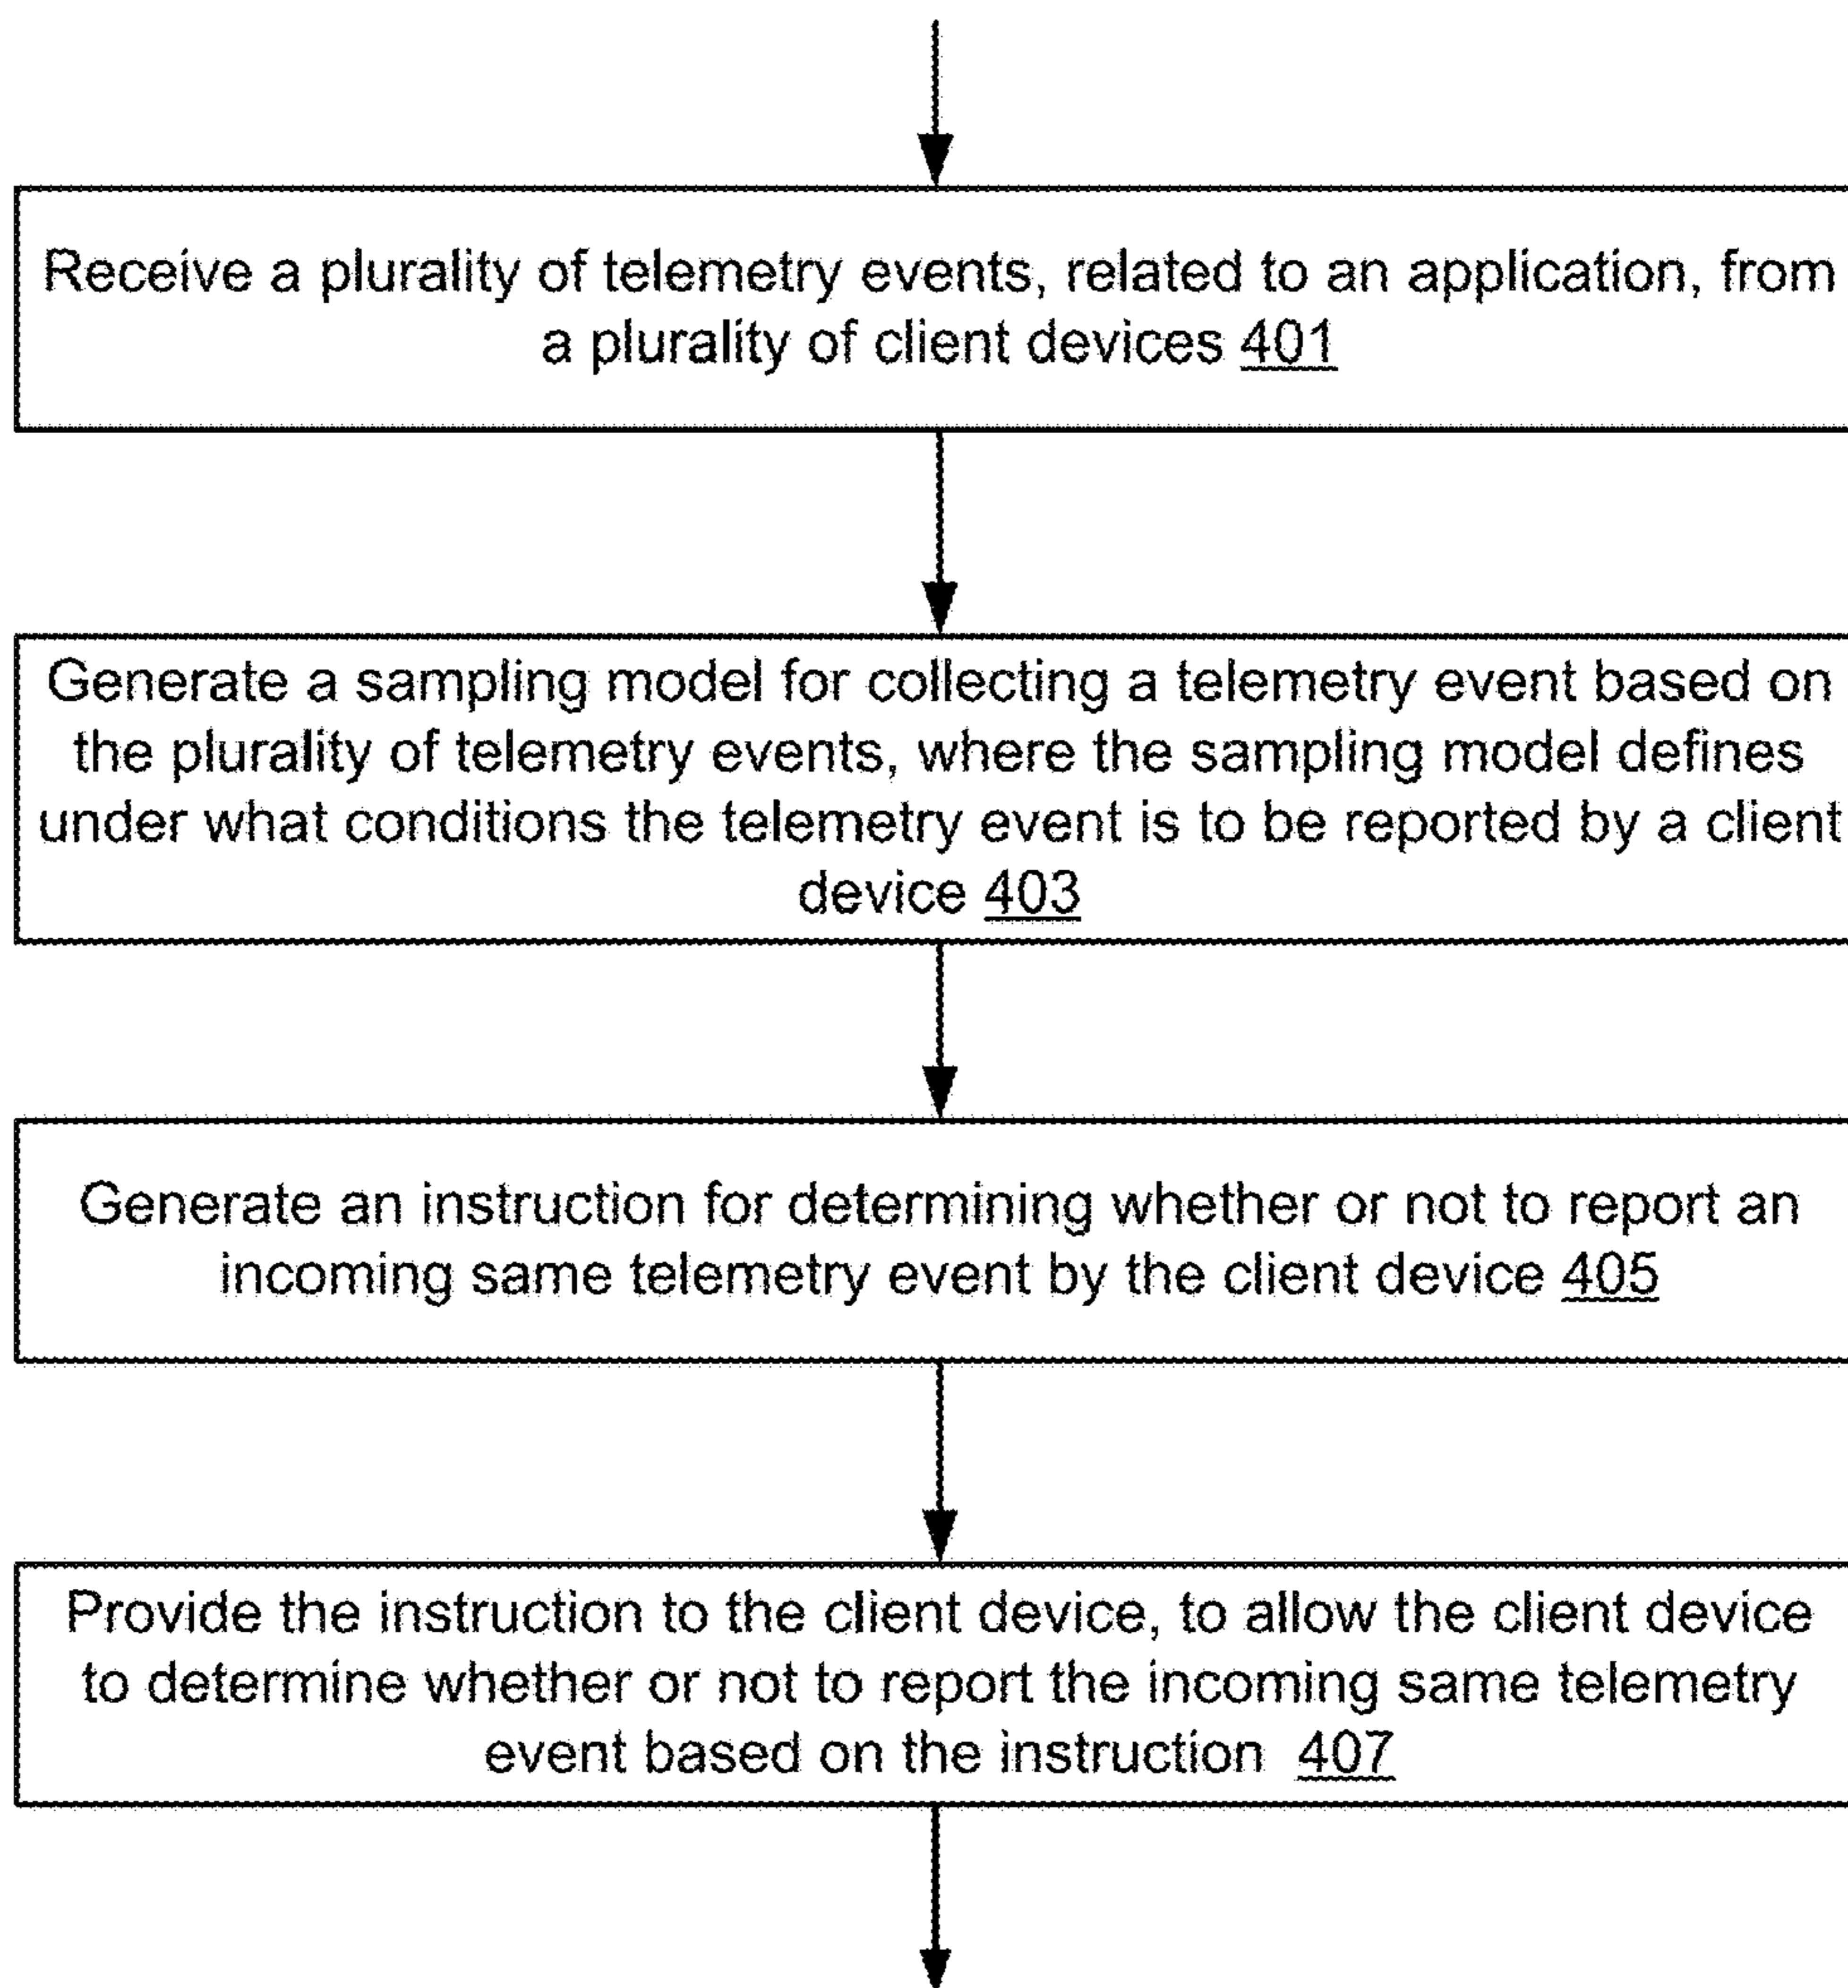 Receive a plurality of telemetry events, related to an application, from
a plurality of client devices 401
Generate a sampling model for collecting a telemetry event based on
the plurality of telemetry events, where the sampling model defines
under what conditions the telemetry event is to be reported by a client
device 403
Generate an instruction for determining whether or not to report an
incoming same telemetry event by the client device 405
Provide the instruction to the client device, to allow the client device
to determine whether or not to report the incoming same telemetry
event based on the instruction 407